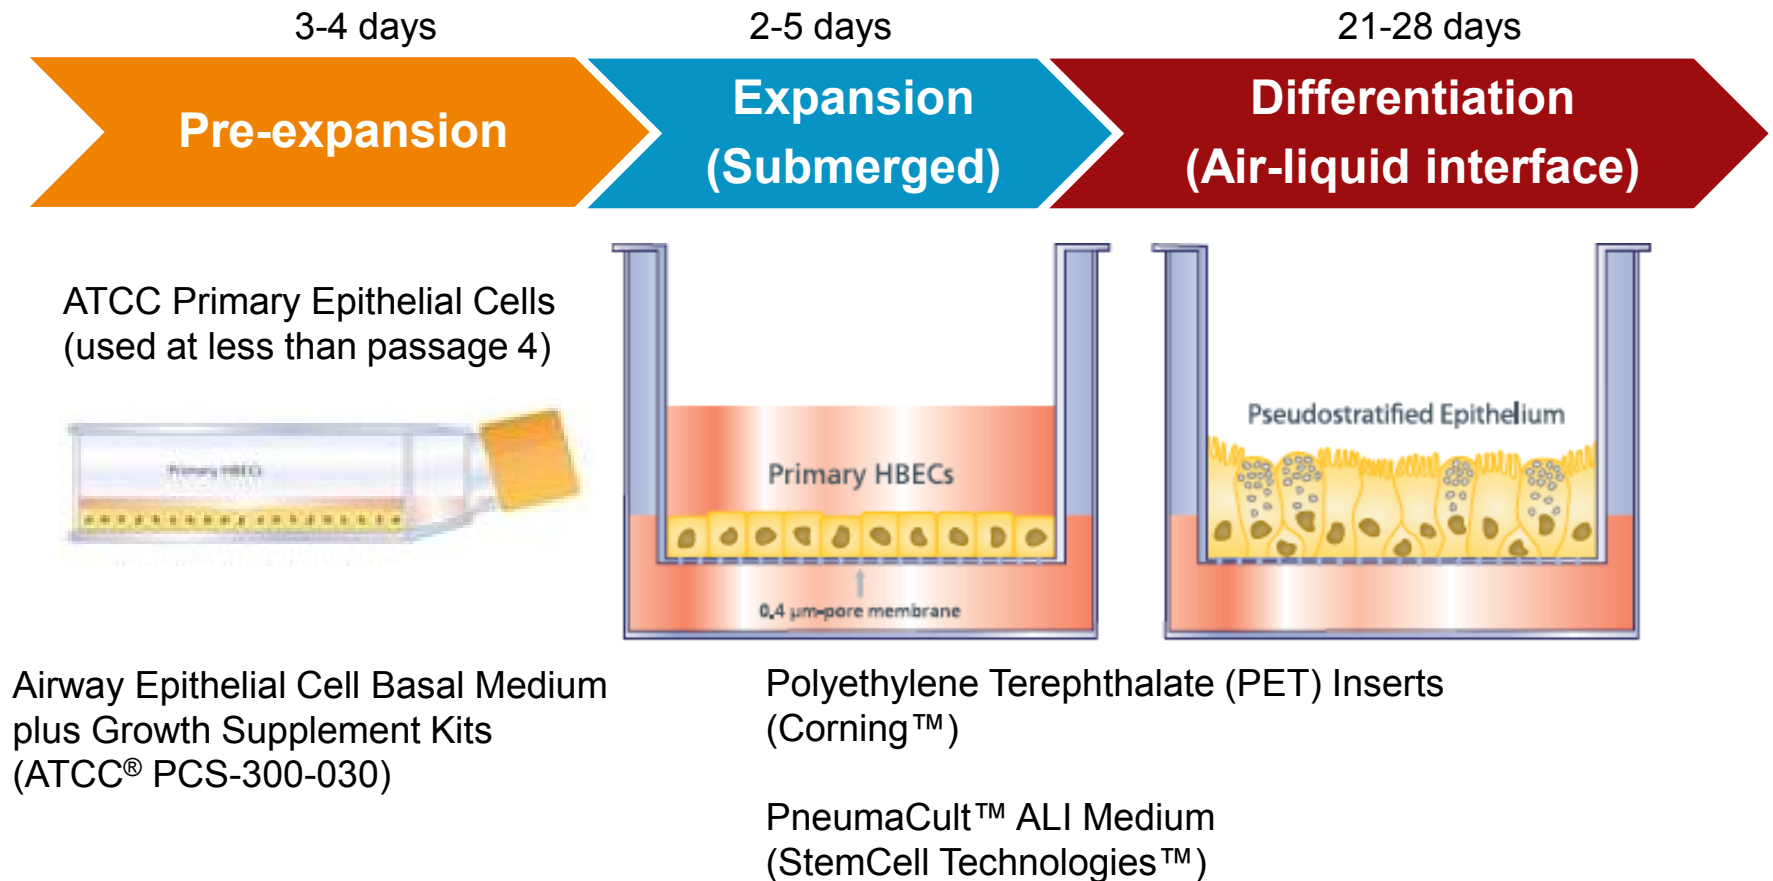 3-4 days
2-5 days
21-28 days
Pre-expansion
Expansion
(Submerged)
Differentiation
(Air-liquid interface)
ATCC Primary Epithelial Cells
(used at less than passage 4)
Primary HBECs
Primary HBECs
0.4 µm-pore membrane
Pseudostratified Epithelium
Airway Epithelial Cell Basal Medium
plus Growth Supplement Kits
(ATCC® PCS-300-030)
Polyethylene Terephthalate (PET) Inserts
(Corning™)
PneumaCult™ ALI Medium
(StemCell Technologies™)